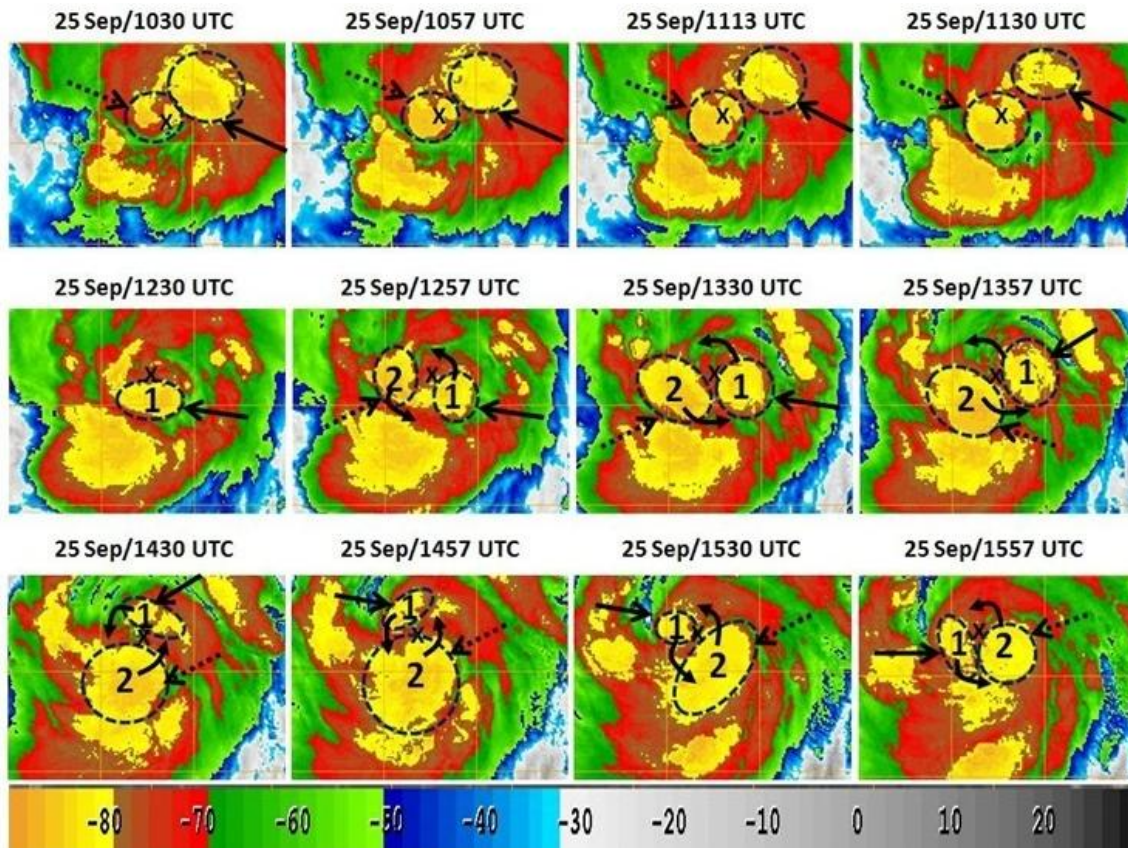 25 Sep/1030 UTC 25 Sep/1057 UTC 25 Sep/1113 UTC 25 Sep/1130 UTC
X X X X
25 Sep/1230 UTC 25 Sep/1257 UTC 25 Sep/1330 UTC 25 Sep/1357 UTC
X X X X
1 2 1 2 1 2 1
25 Sep/1430 UTC 25 Sep/1457 UTC 25 Sep/1530 UTC 25 Sep/1557 UTC
1 1 1 1
X X X X
2 2 2 2
-80 -70 -60 -50 -30 -20 -10 0 10 20